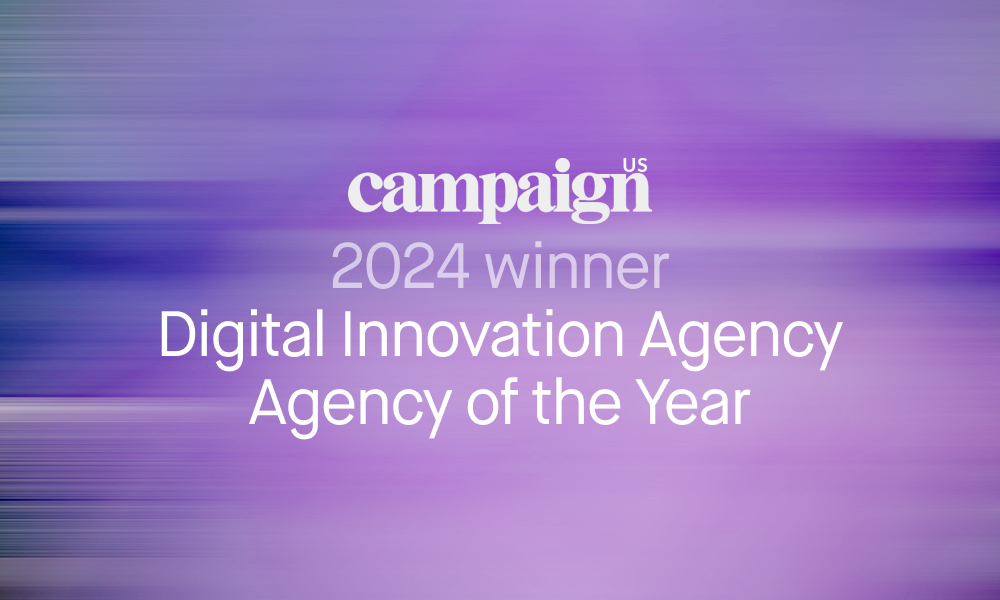 campaign US
2024 winner
Digital Innovation Agency
Agency of the Year